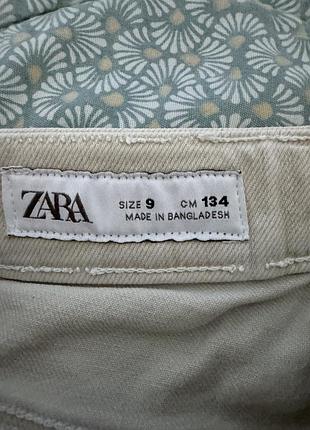 ZARA
SIZE 9 CM 134
MADE IN BANGLADESH